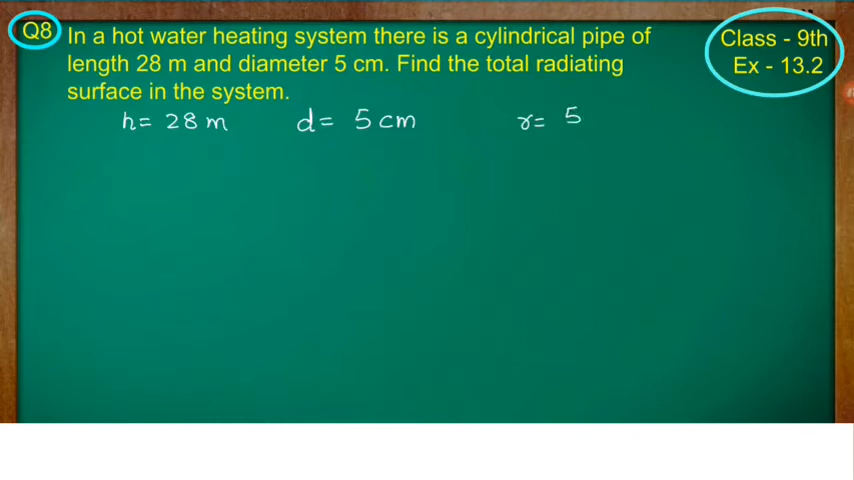 Q8 In a hot water heating system there is a cylindrical pipe of
length 28 m and diameter 5 cm. Find the total radiating
surface in the system.
Class - 9th
Ex - 13.2
h= 28 m d= 5 cm r= 5